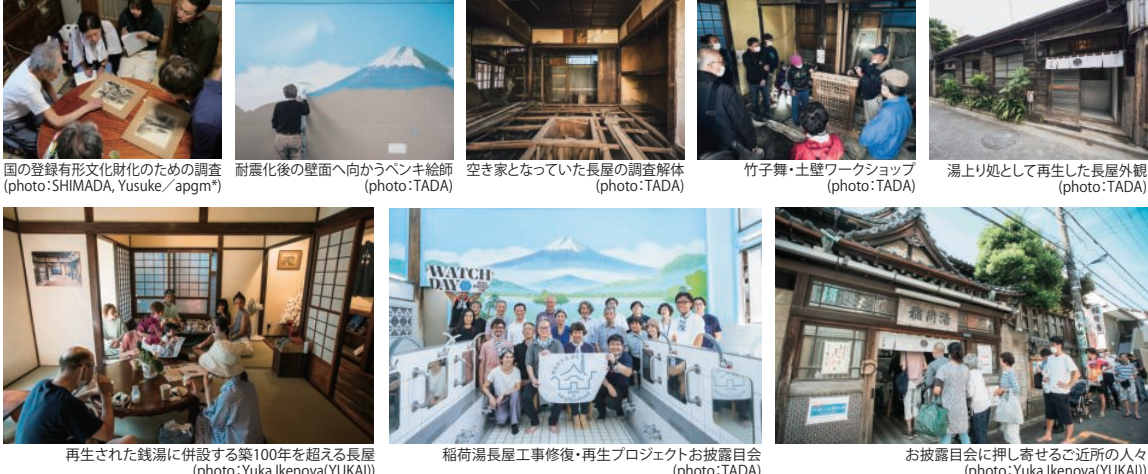 国の登録有形文化財化のための調査
(photo:SHIMADA, Yusuke/apgm*)
耐震化後の壁面へ向かうペンキ絵師
(photo:TADA)
空き家となっていた長屋の調査解体
(photo:TADA)
竹子舞・土壁ワークショップ
(photo:TADA)
湯上り処として再生した長屋外観
(photo:TADA)
WATCH
DAY
稲荷湯
再生された銭湯に併設する築100年を超える長屋
(photo:Yuka Ikenoya(YUKAI))
稲荷湯長屋工事修復・再生プロジェクトお披露目会
(photo:TADA)
お披露目会に押し寄せるご近所の人々
(photo:Yuka Ikenoya(YUKAI)